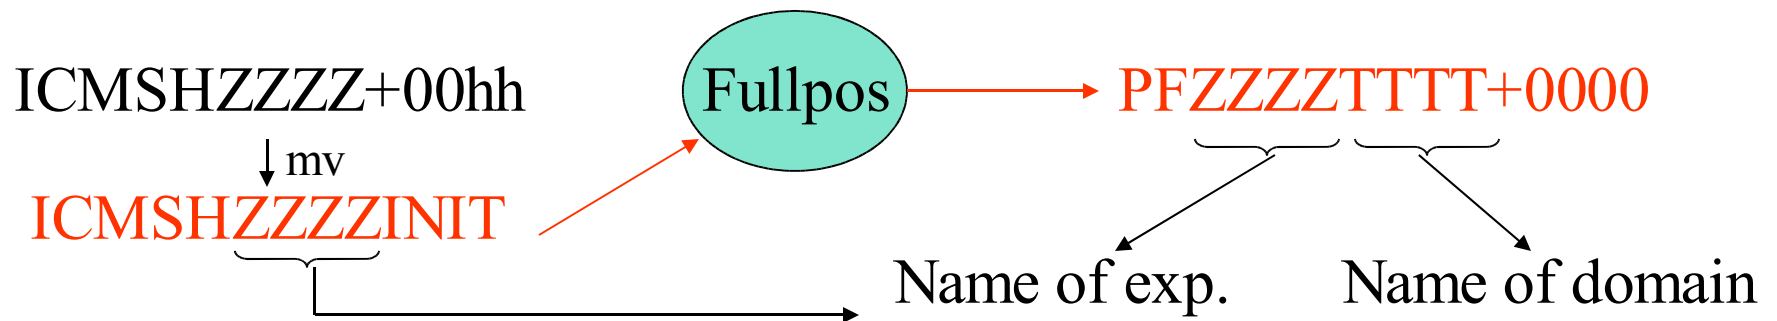 ICMSHZZZZ+00hh
Fullpos
PFZZZZTTTT+0000
mv
ICMSHZZZZINIT
Name of exp.
Name of domain